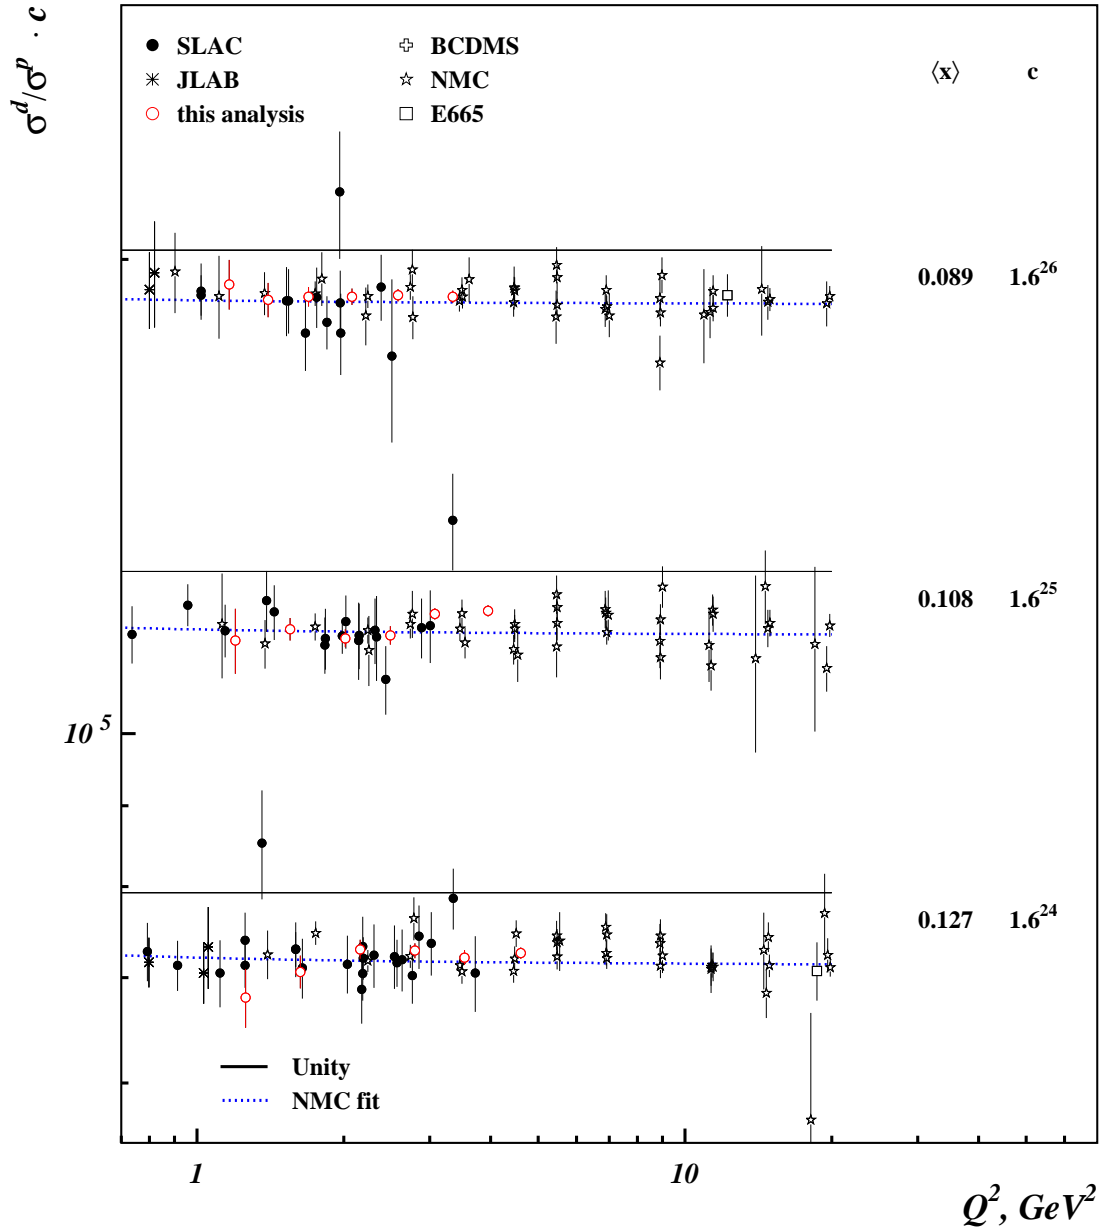 σ^d/σ^p · c
SLAC
JLAB
this analysis
BCDMS
NMC
E665
⟨x⟩ c
0.089 1.6^26
0.108 1.6^25
10^5
0.127 1.6^24
Unity
NMC fit
1 10
Q^2, GeV^2